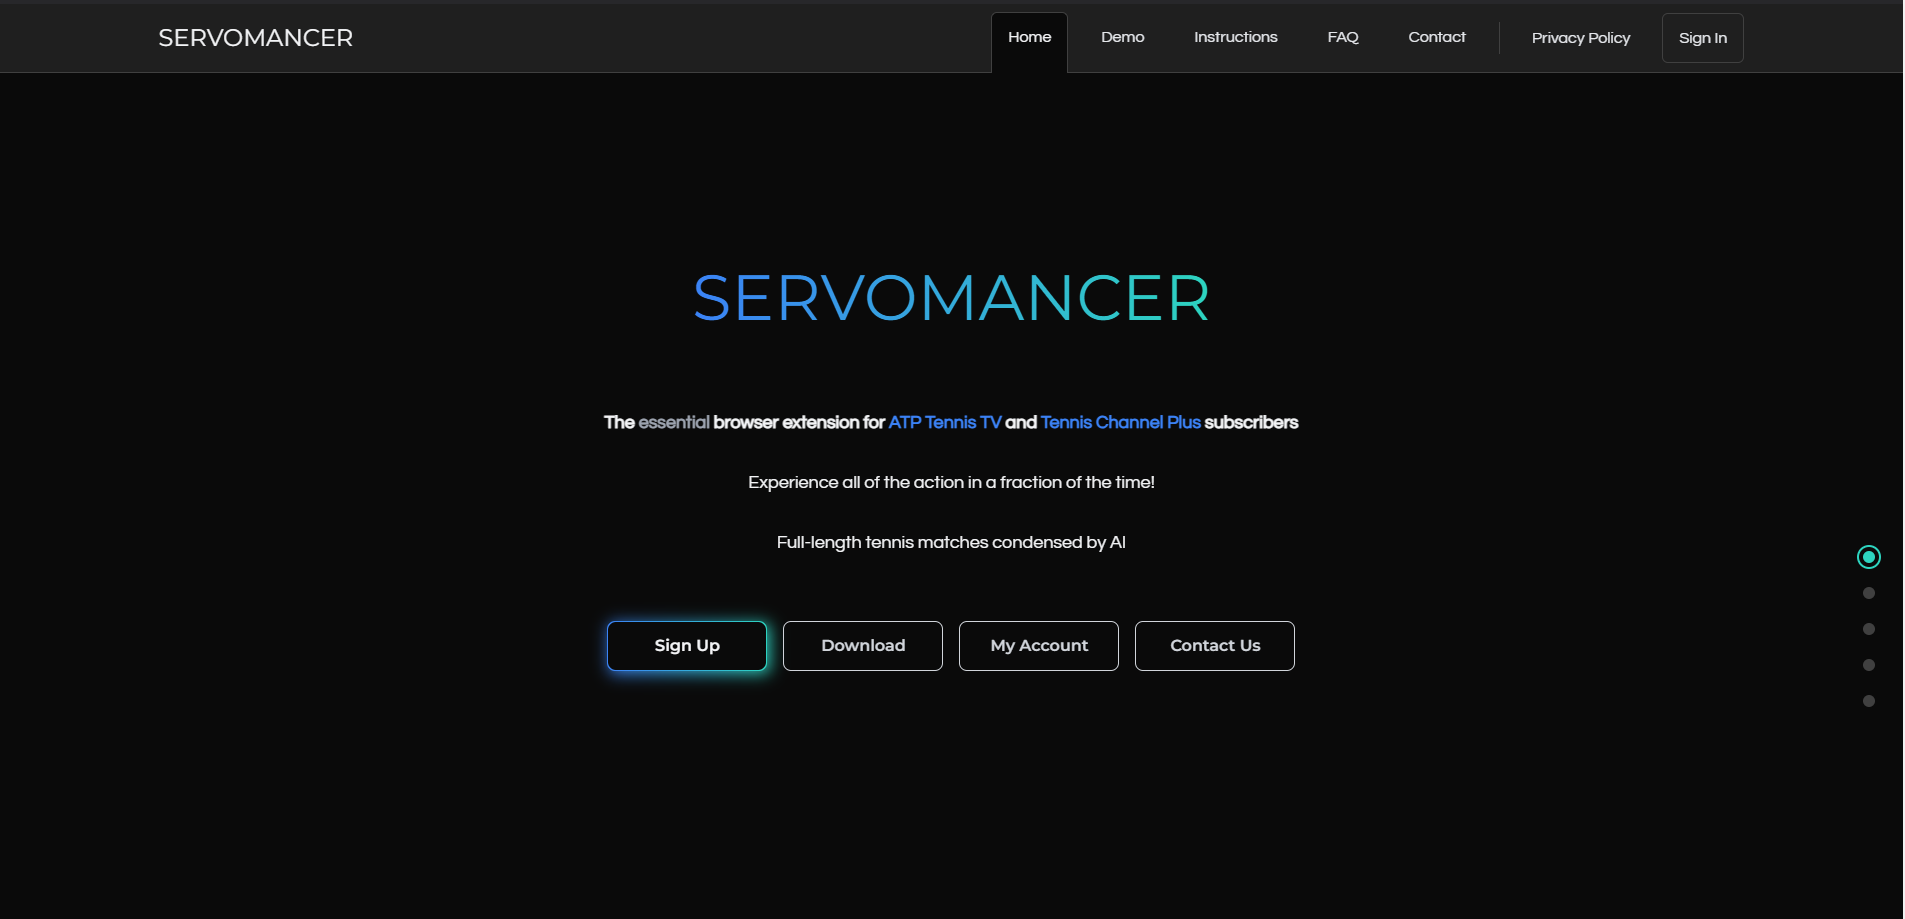 SERVOMANCER
Home Demo Instructions FAQ Contact Privacy Policy Sign In
SERVOMANCER
The essential browser extension for ATP Tennis TV and Tennis Channel Plus subscribers
Experience all of the action in a fraction of the time!
Full-length tennis matches condensed by AI
Sign Up Download My Account Contact Us